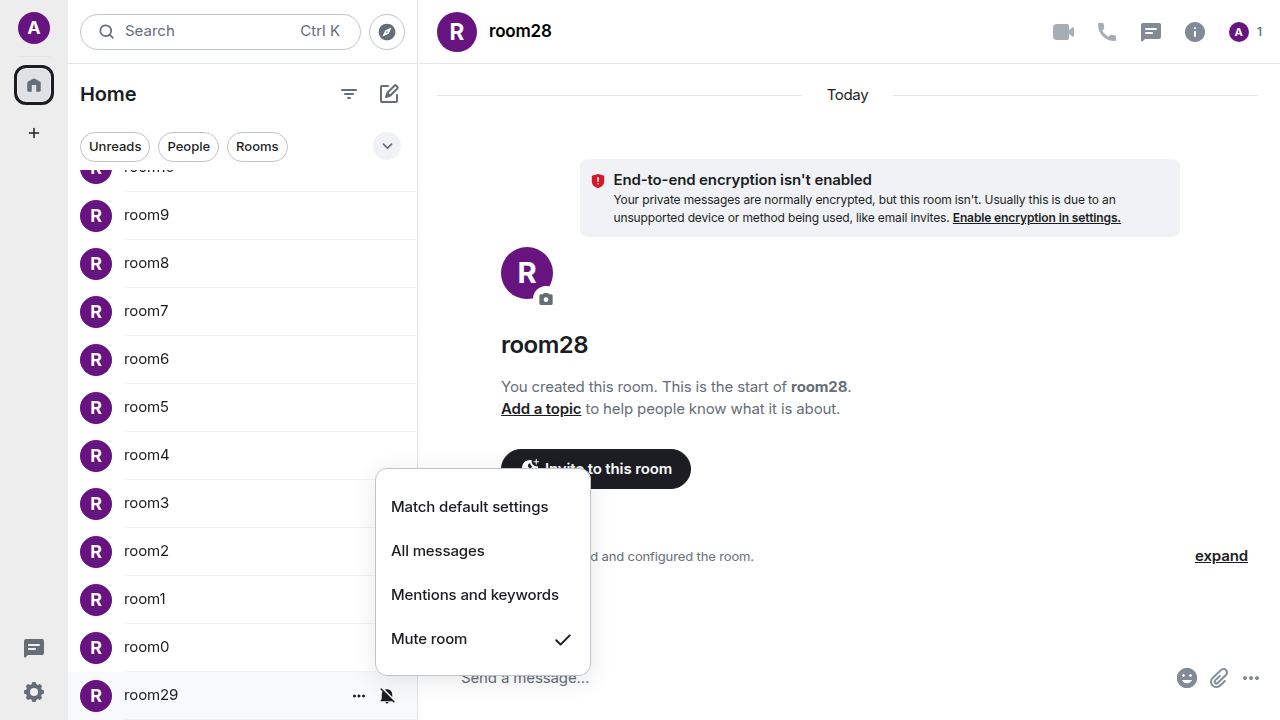 A
Search
Ctrl K
Home
Unreads
People
Rooms
R
R room9
R room8
R room7
R room6
R room5
R room4
R room3
R room2
R room1
R room0
R room29
R room28
A 1
Today
End-to-end encryption isn't enabled
Your private messages are normally encrypted, but this room isn't. Usually this is due to an
unsupported device or method being used, like email invites. Enable encryption in settings.
R
room28
You created this room. This is the start of room28.
Add a topic to help people know what it is about.
to this room
Match default settings
All messages
Mentions and keywords
Mute room
and configured the room.
expand
Send a message...